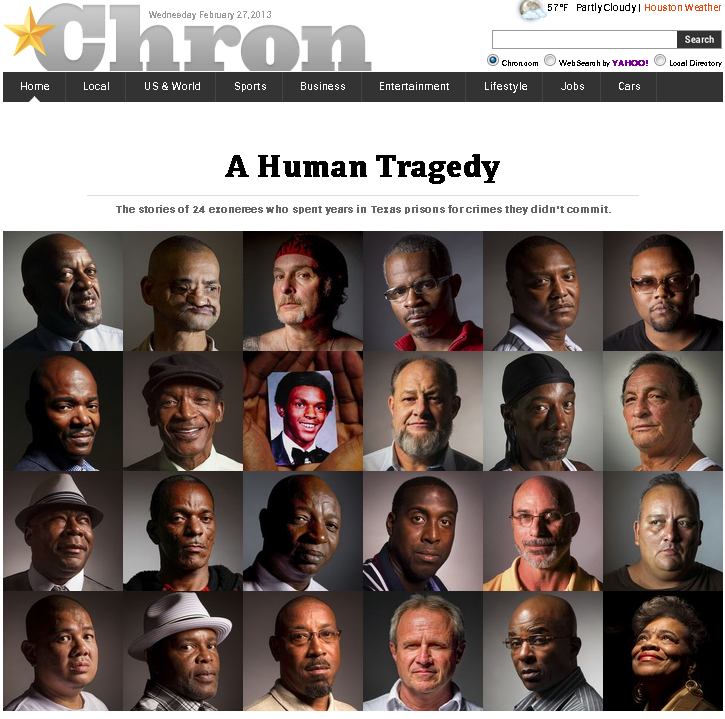 Wednesday February 27, 2013
57°F Partly Cloudy | Houston Weather
Chron
Search
Chron.com Web Search by YAHOO! Local Directory
Home Local US & World Sports Business Entertainment Lifestyle Jobs Cars
A Human Tragedy
The stories of 24 exonerees who spent years in Texas prisons for crimes they didn't commit.